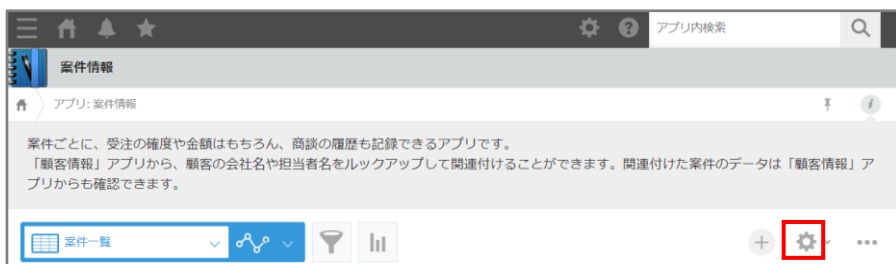 アプリ内検索
案件情報
アプリ: 案件情報
案件ごとに、受注の確度や金額はもちろん、商談の履歴も記録できるアプリです。
「顧客情報」アプリから、顧客の会社名や担当者名をルックアップして関連付けることができます。関連付けた案件のデータは「顧客情報」ア
プリからも確認できます。
案件一覧